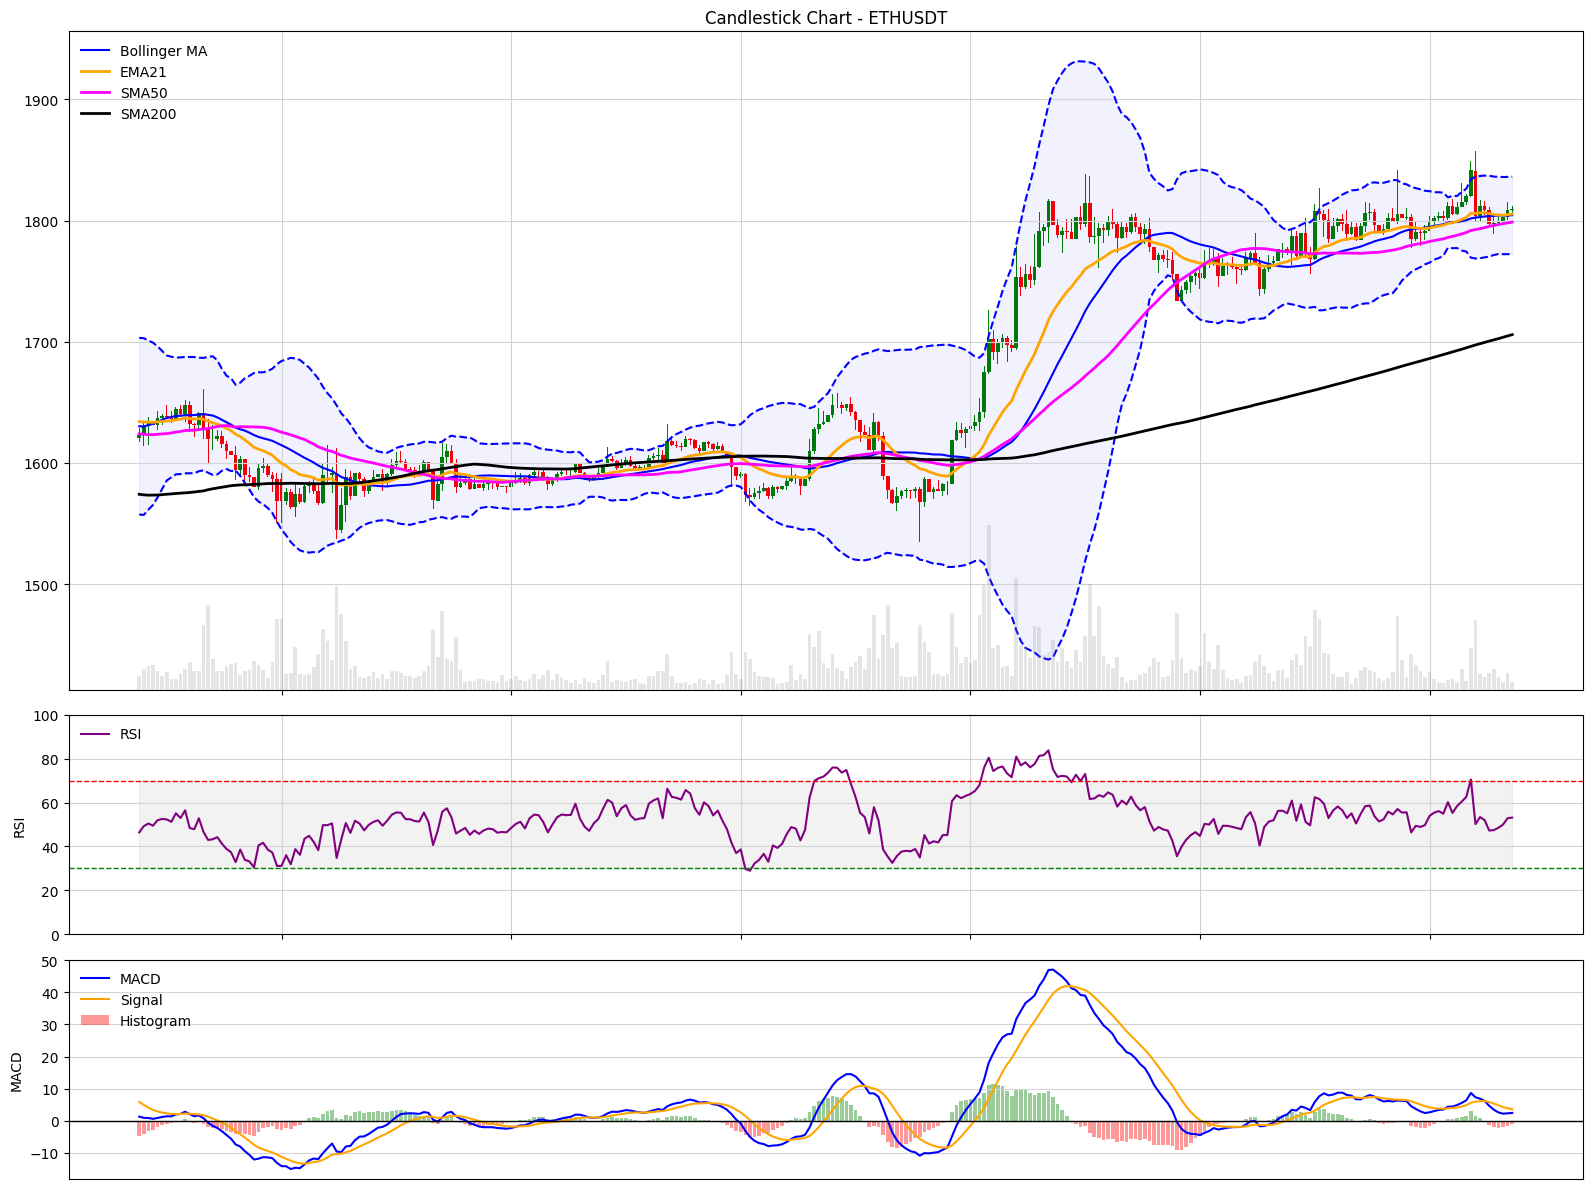 Candlestick Chart - ETHUSDT
Bollinger MA
EMA21
SMA50
SMA200
1900
1800
1700
1600
1500
RSI
100
80
60
40
20
0
RSI
MACD
Signal
Histogram
50
40
30
20
10
0
−10
MACD